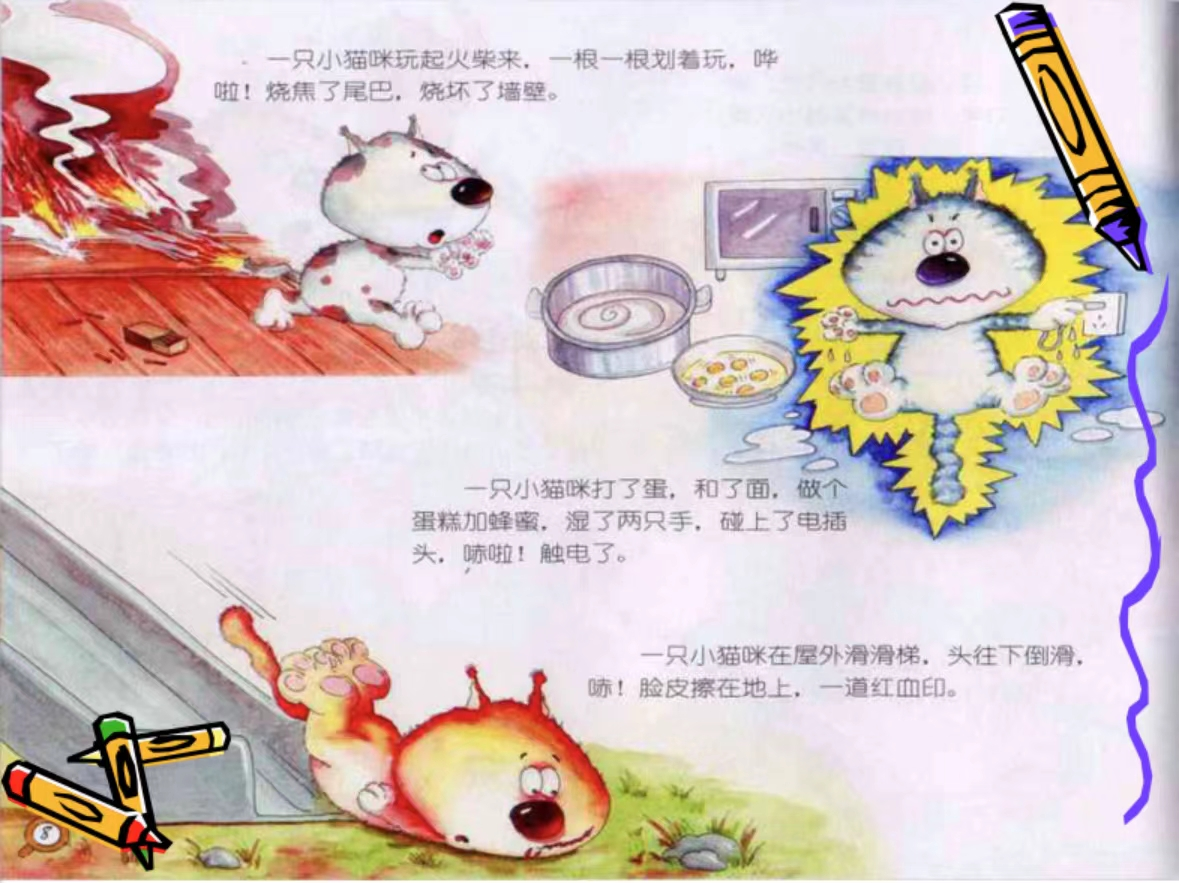 一只小猫咪玩起火柴来，一根一根划着玩，哗
啦！烧焦了尾巴，烧坏了墙壁。
一只小猫咪打了蛋，和了面，做个
蛋糕加蜂蜜，湿了两只手，碰上了电插
头，哧啦！触电了。
一只小猫咪在屋外滑滑梯，头往下倒滑，
哧！脸皮擦在地上，一道红血印。
8